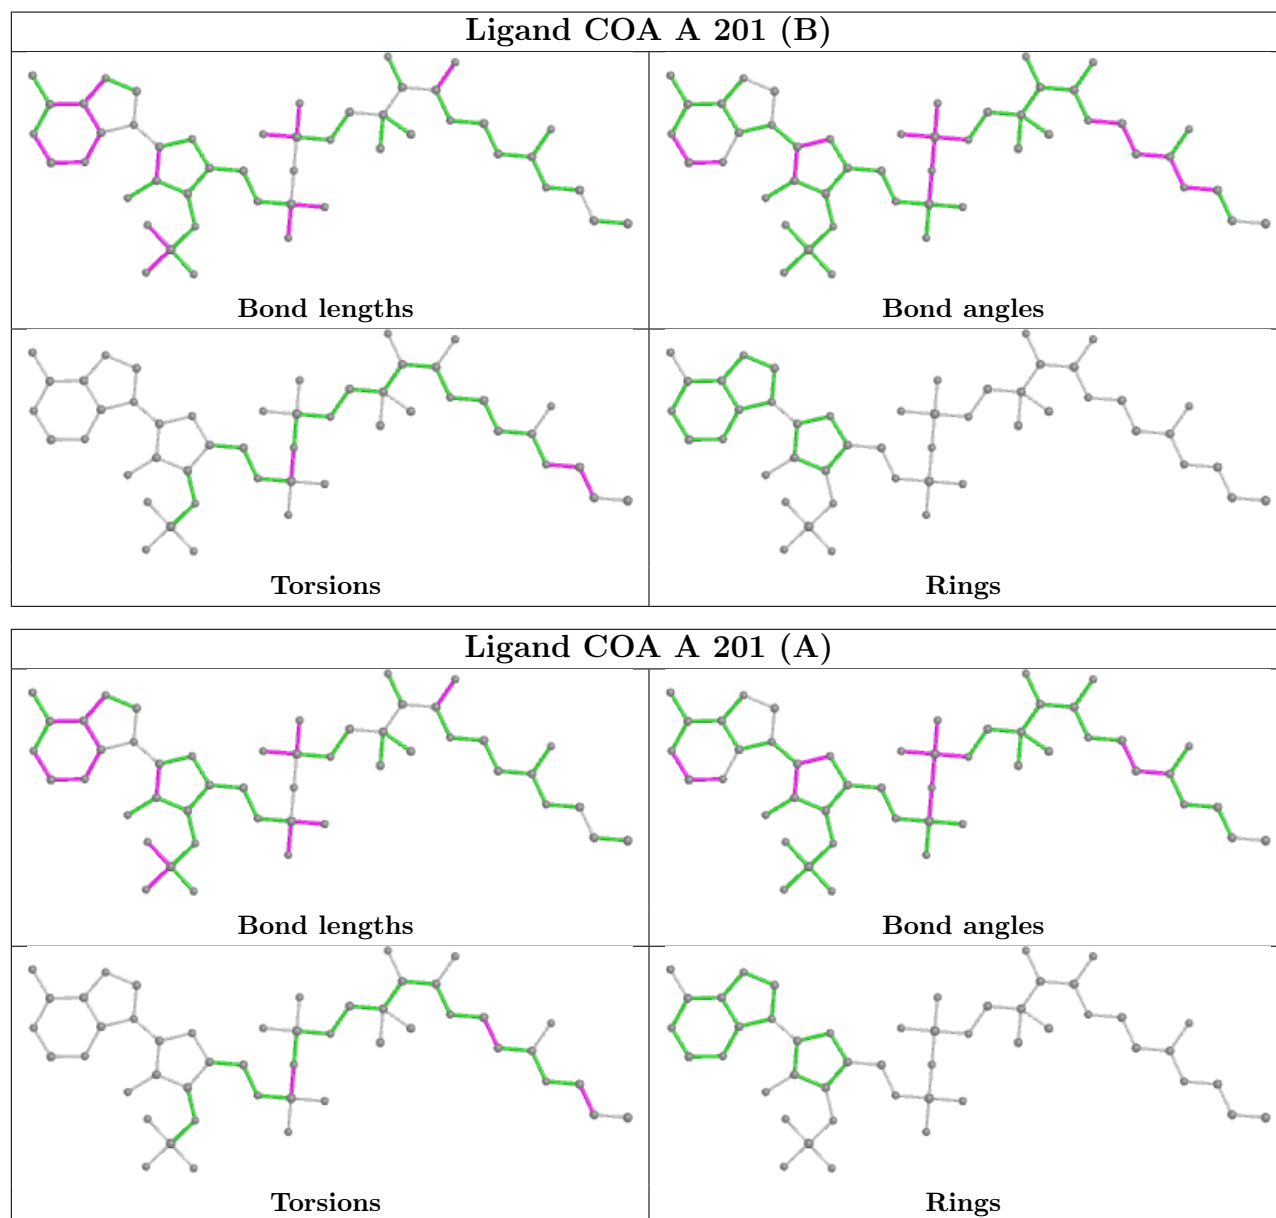 Ligand COA A 201 (B)
Bond lengths
Bond angles
Torsions
Rings
Ligand COA A 201 (A)
Bond lengths
Bond angles
Torsions
Rings